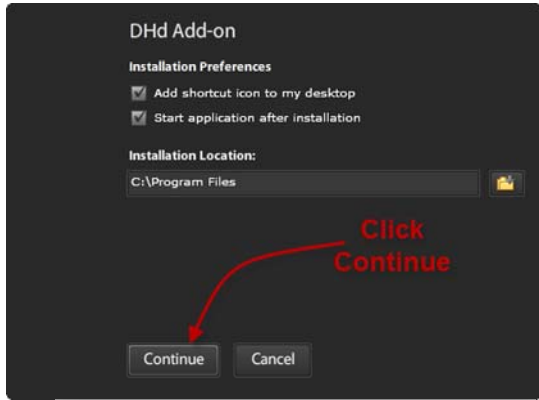 DHd Add-on
Installation Preferences
Add shortcut icon to my desktop
Start application after installation
Installation Location:
C:\Program Files
Click
Continue
Continue
Cancel